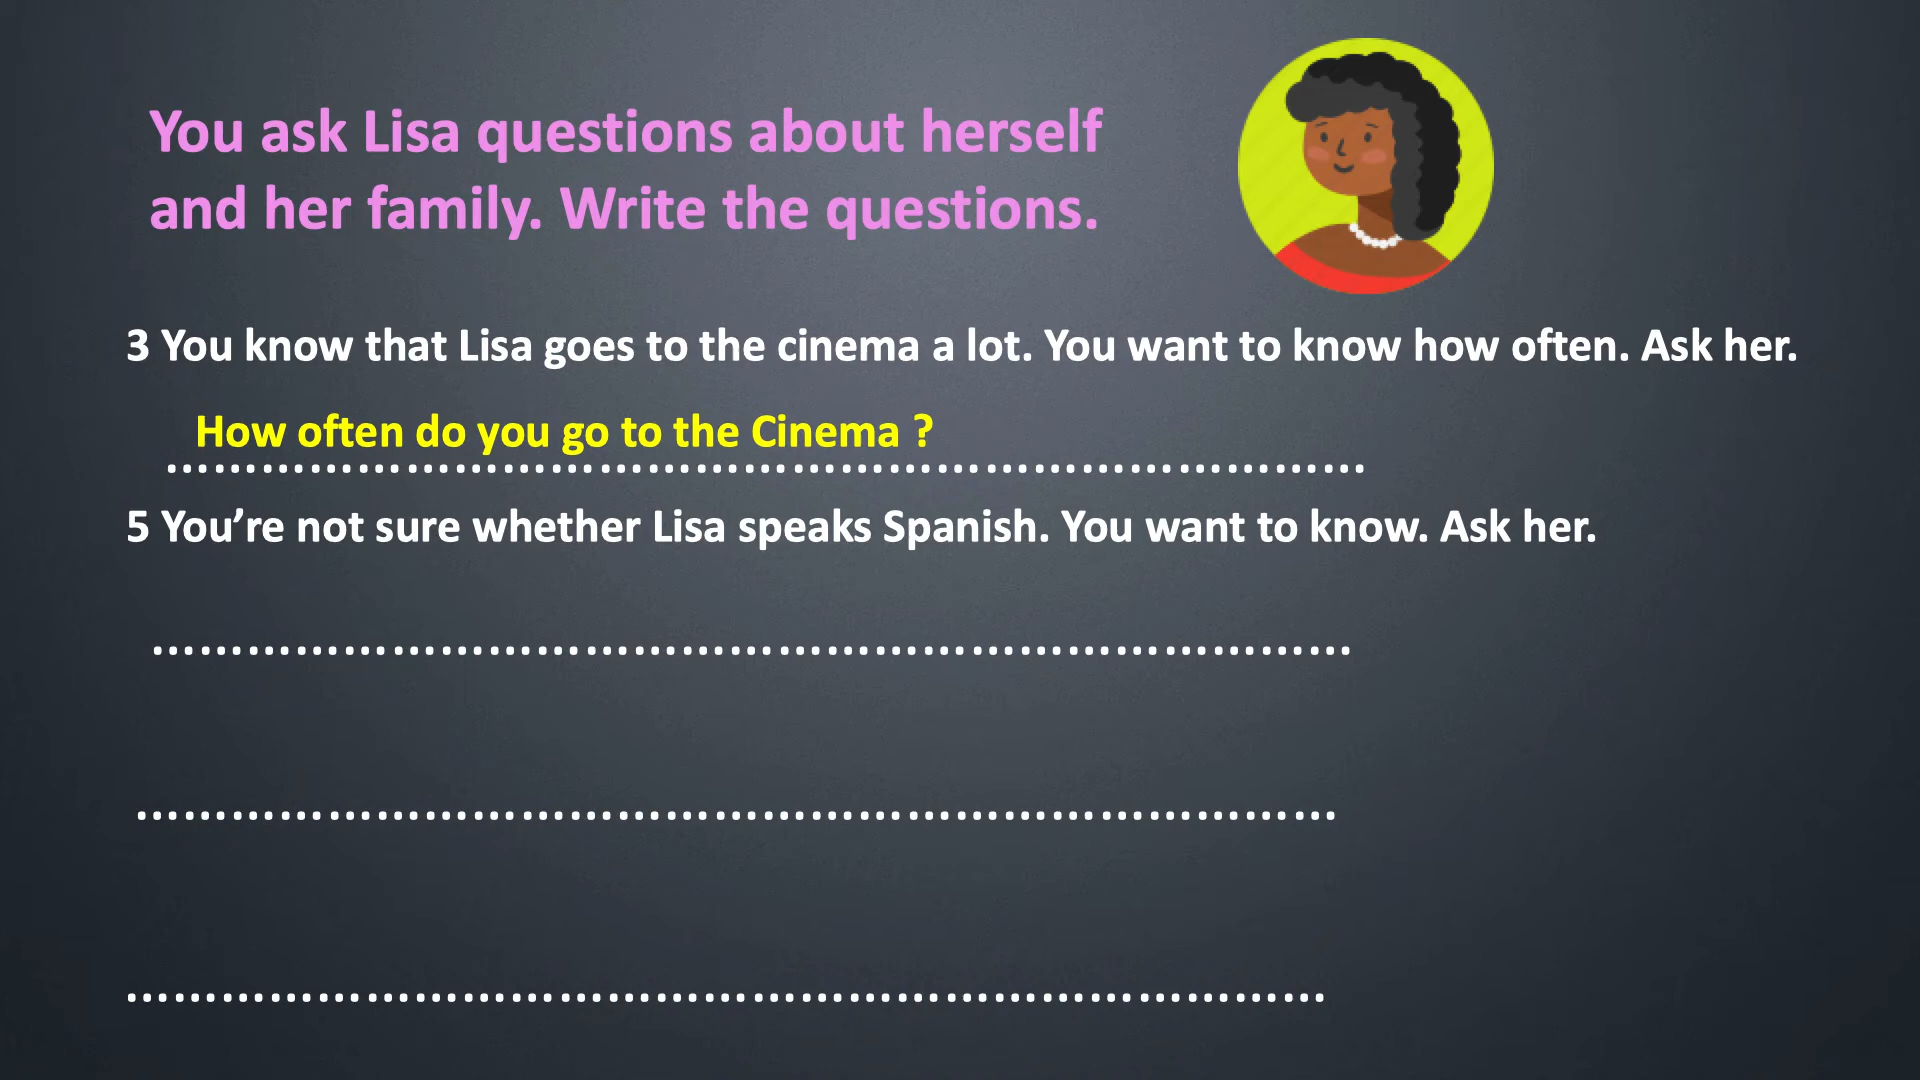 You ask Lisa questions about herself
and her family. Write the questions.
3 You know that Lisa goes to the cinema a lot. You want to know how often. Ask her.
How often do you go to the Cinema ?
………………………………………………………………………
5 You’re not sure whether Lisa speaks Spanish. You want to know. Ask her.
………………………………………………………………………
………………………………………………………………………
………………………………………………………………………